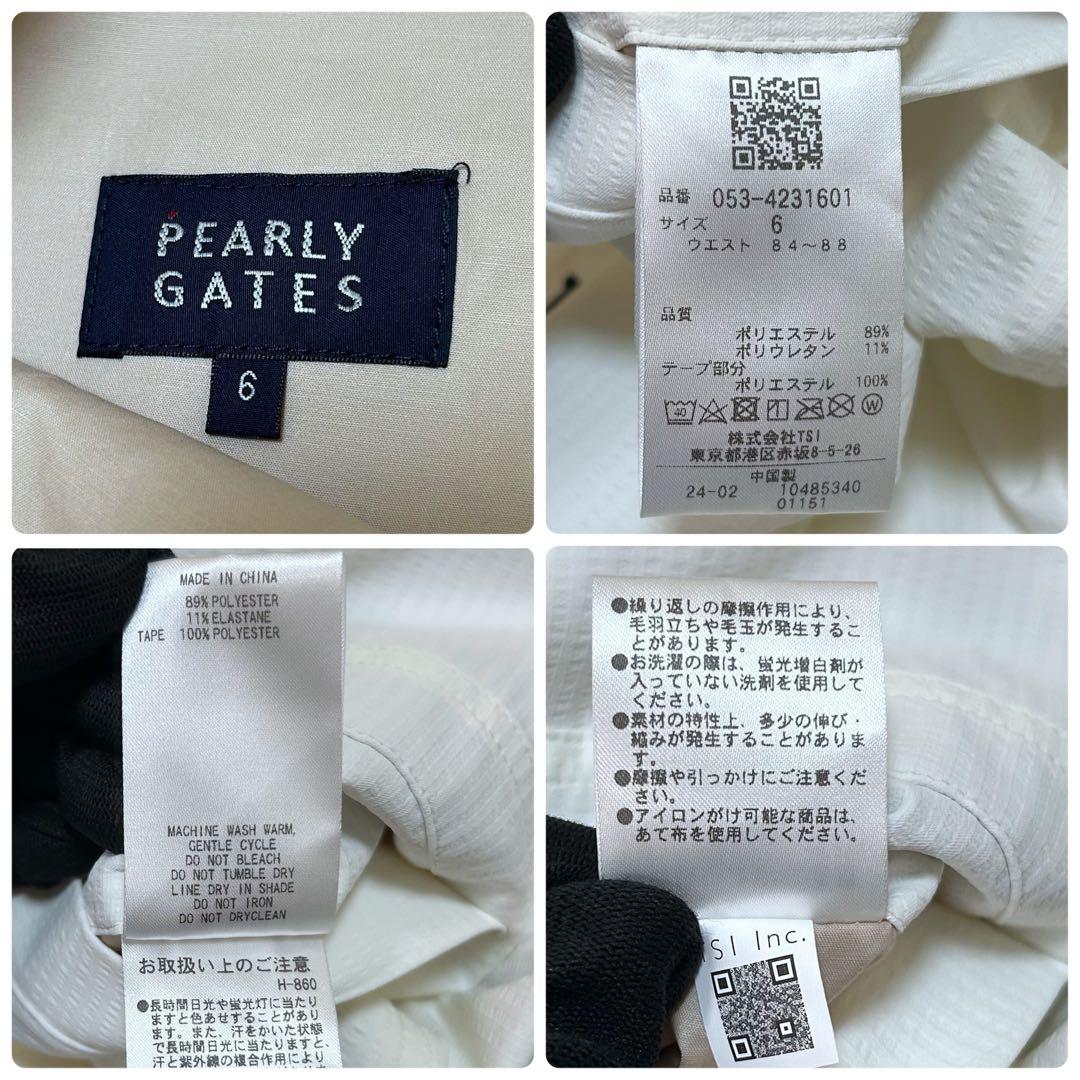 PEARLY
GATES
6
品番 053-4231601
サイズ 6
ウエスト 84~88
品質
ポリエステル 89%
ポリウレタン 11%
テープ部分
ポリエステル 100%
40
W
株式会社TSI
東京都港区赤坂8-5-26
中国製
24-02 10485340
01151
MADE IN CHINA
89% POLYESTER
11% ELASTANE
TAPE 100% POLYESTER
MACHINE WASH WARM,
GENTLE CYCLE
DO NOT BLEACH
DO NOT TUMBLE DRY
LINE DRY IN SHADE
DO NOT IRON
DO NOT DRYCLEAN
お取扱い上のご注意
H-860
●長時間日光や蛍光灯に当たり
ますと色あせすることがあり
ます。また、汗をかいた状態
で長時間日光に当たりますと、
汗と紫外線の複合作用により
●繰り返しの摩擦作用により、
毛羽立ちや毛玉が発生するこ
とがあります。
●お洗濯の際は、蛍光増白剤が
入っていない洗剤を使用して
ください。
●素材の特性上、多少の伸び・
縮みが発生することがありま
す。
●摩擦や引っかけにご注意くだ
さい。
●アイロンがけ可能な商品は、
あて布を使用してください。
TSI Inc.